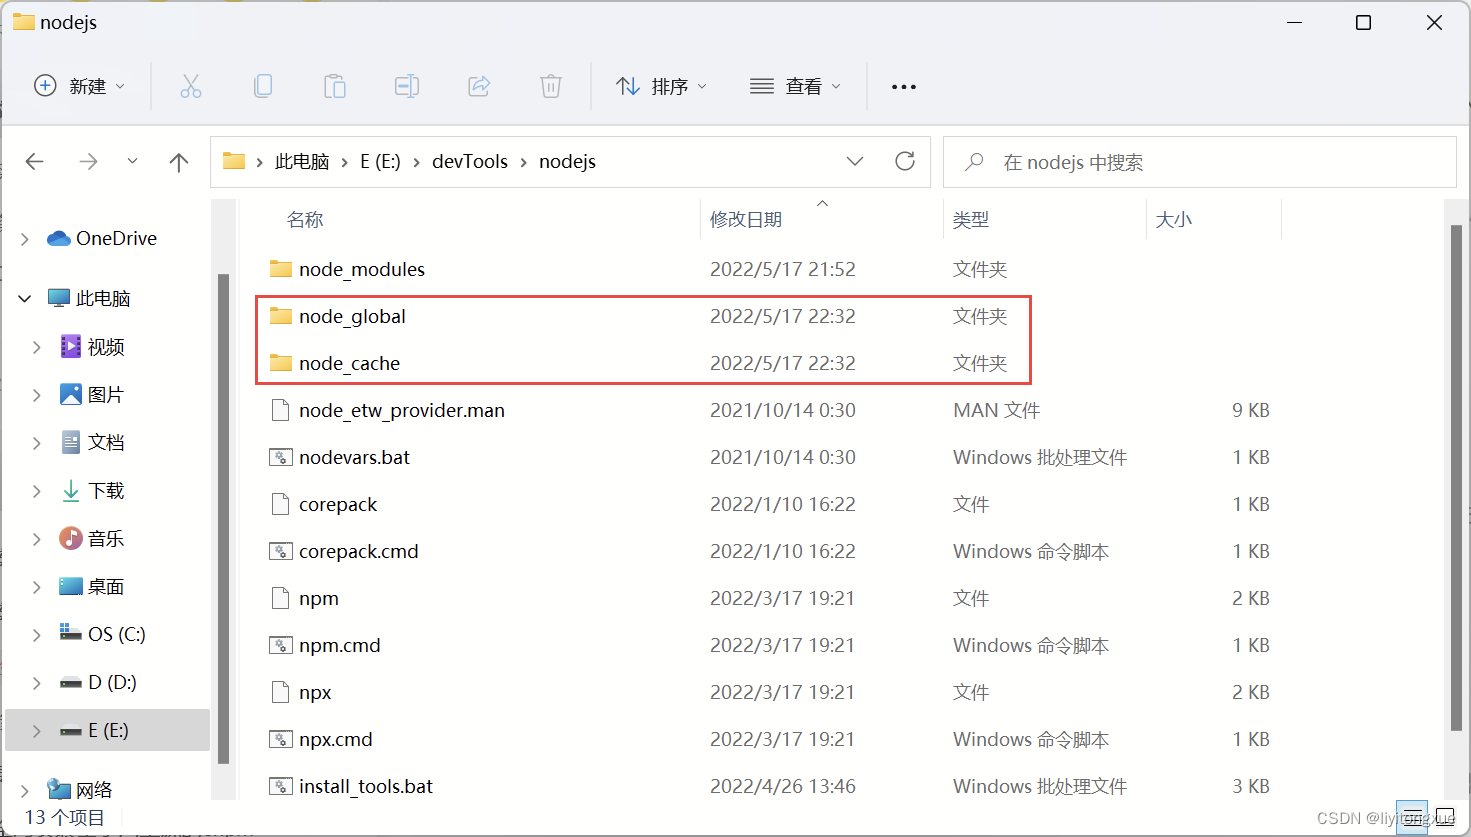 nodejs
新建 排序 查看
此电脑 E (E:) devTools nodejs
在 nodejs 中搜索
OneDrive
此电脑
视频
图片
文档
下载
音乐
桌面
OS (C:)
D (D:)
E (E:)
网络
名称 修改日期 类型 大小
node_modules 2022/5/17 21:52 文件夹
node_global 2022/5/17 22:32 文件夹
node_cache 2022/5/17 22:32 文件夹
node_etw_provider.man 2021/10/14 0:30 MAN 文件 9 KB
nodevars.bat 2021/10/14 0:30 Windows 批处理文件 1 KB
corepack 2022/1/10 16:22 文件 1 KB
corepack.cmd 2022/1/10 16:22 Windows 命令脚本 1 KB
npm 2022/3/17 19:21 文件 2 KB
npm.cmd 2022/3/17 19:21 Windows 命令脚本 1 KB
npx 2022/3/17 19:21 文件 2 KB
npx.cmd 2022/3/17 19:21 Windows 命令脚本 1 KB
install_tools.bat 2022/4/26 13:46 Windows 批处理文件 3 KB
13 个项目
CSDN @liyitongxue